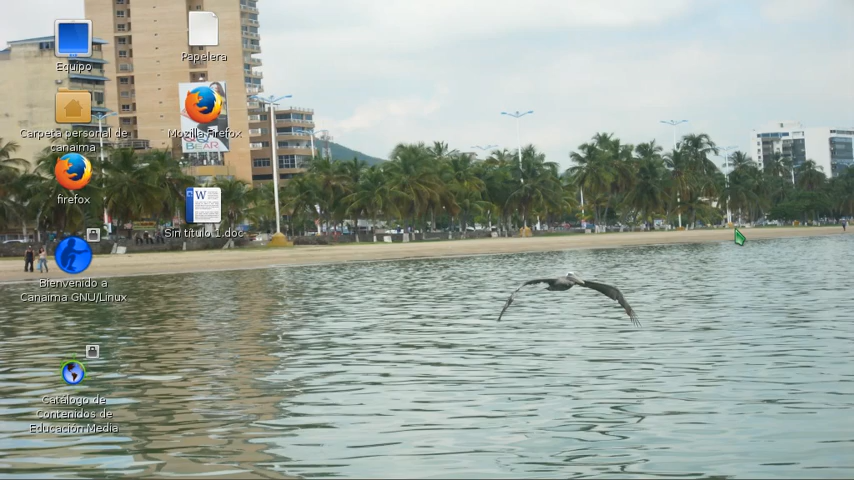 Equipo
Papelera
Carpeta personal de
canaima
Mozilla Firefox
BEAR
firefox
W
Sin título 1.doc
Bienvenido a
Canaima GNU/Linux
Catálogo de
Contenidos de
Educación Media